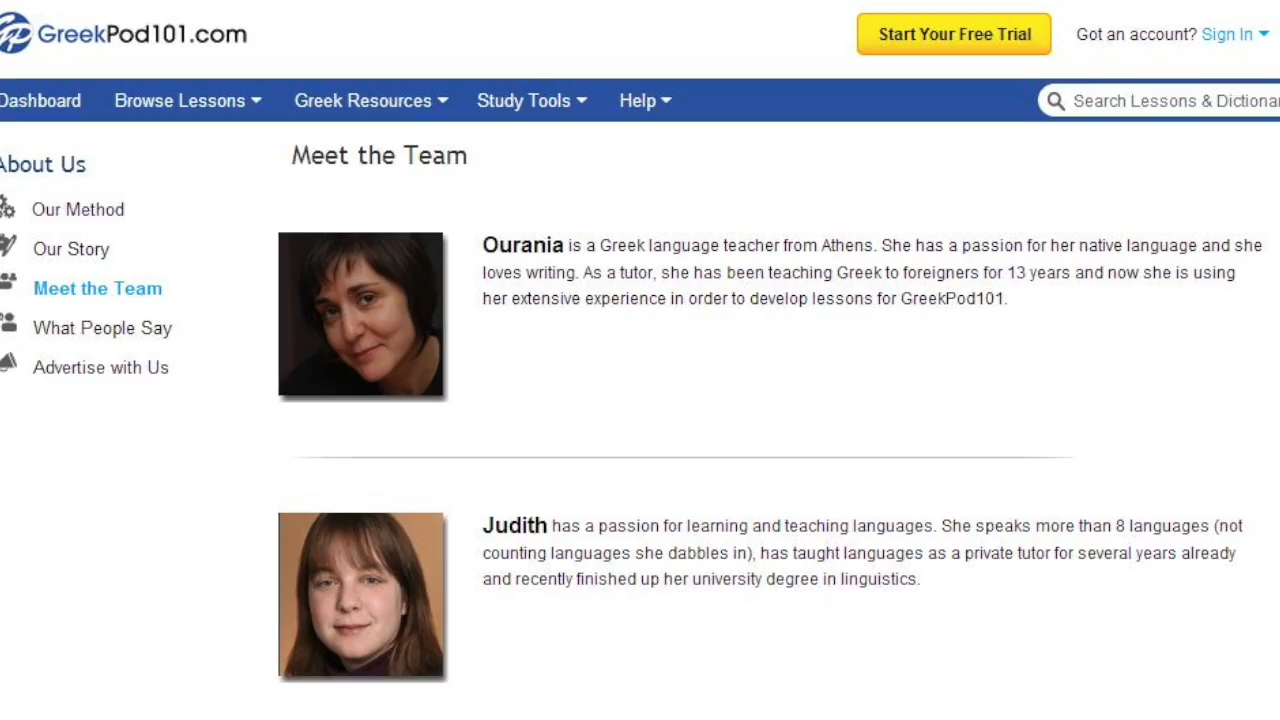 GreekPod101.com
Start Your Free Trial
Got an account? Sign In
Dashboard
Browse Lessons
Greek Resources
Study Tools
Help
Search Lessons & Dictionar
About Us
Our Method
Our Story
Meet the Team
What People Say
Advertise with Us
Meet the Team
Ourania is a Greek language teacher from Athens. She has a passion for her native language and she
loves writing. As a tutor, she has been teaching Greek to foreigners for 13 years and now she is using
her extensive experience in order to develop lessons for GreekPod101.
Judith has a passion for learning and teaching languages. She speaks more than 8 languages (not
counting languages she dabbles in), has taught languages as a private tutor for several years already
and recently finished up her university degree in linguistics.